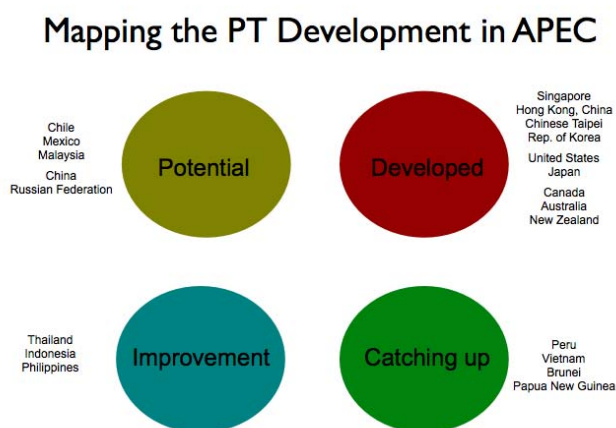 Mapping the PT Development in APEC
Chile
Mexico
Malaysia
China
Russian Federation
Potential
Developed
Singapore
Hong Kong, China
Chinese Taipei
Rep. of Korea
United States
Japan
Canada
Australia
New Zealand
Thailand
Indonesia
Philippines
Improvement
Catching up
Peru
Vietnam
Brunei
Papua New Guinea